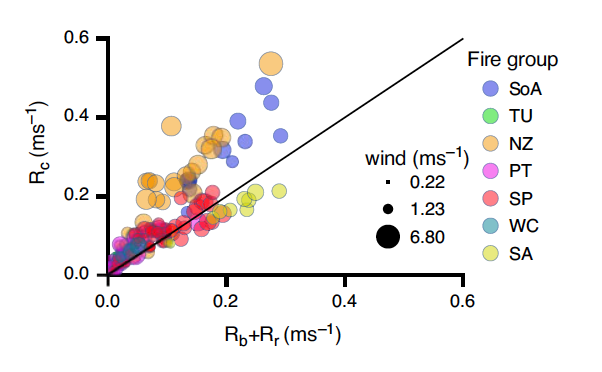 0.6
0.4
0.2
0.0
R_c (ms⁻¹)
0.0
0.2
0.4
0.6
R_b+R_r (ms⁻¹)
wind (ms⁻¹)
0.22
1.23
6.80
Fire group
SoA
TU
NZ
PT
SP
WC
SA